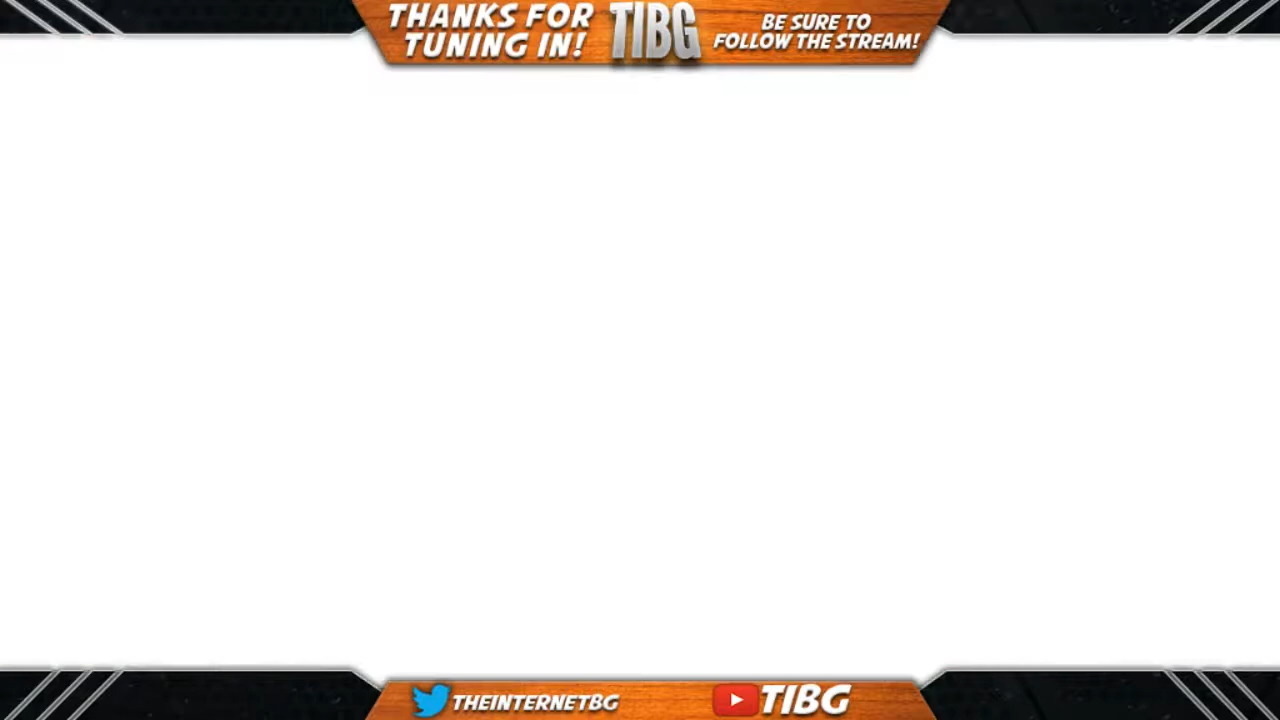 THANKS FOR
TUNING IN!
TIBG
BE SURE TO
FOLLOW THE STREAM!
THEINTERNETBG
TIBG